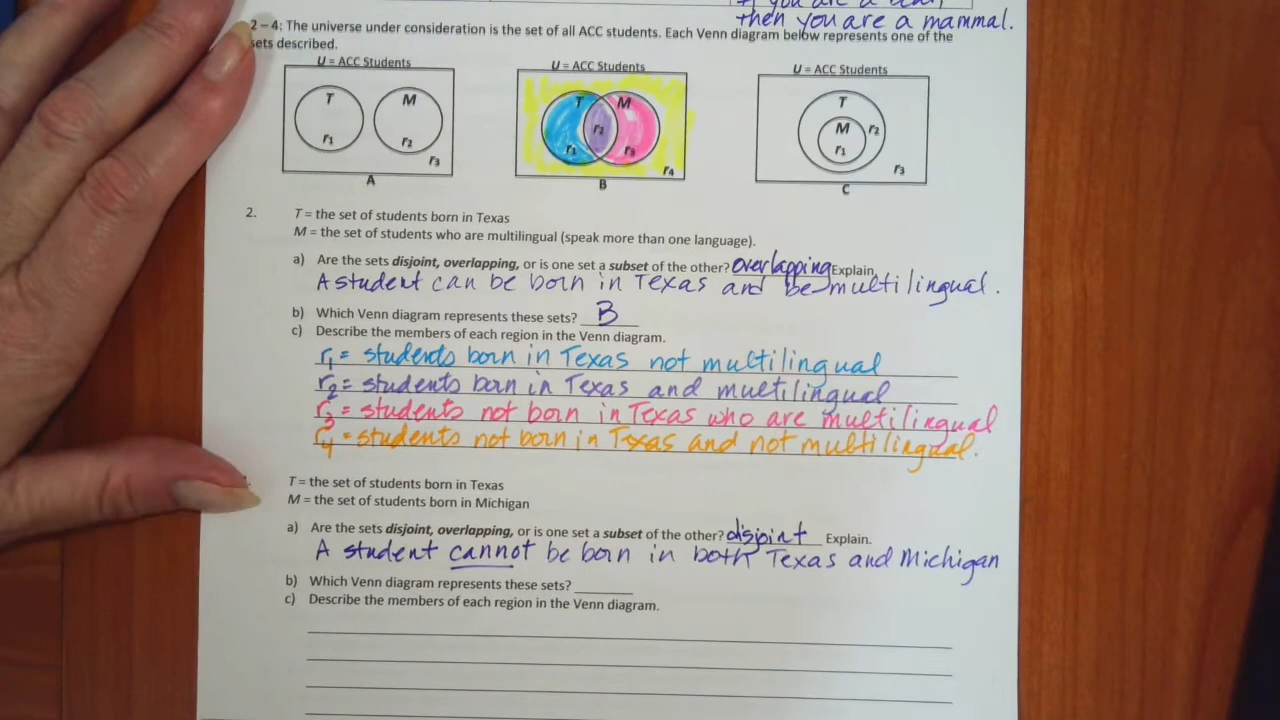 If you are a bear,
then you are a mammal.
2 – 4: The universe under consideration is the set of all ACC students. Each Venn diagram below represents one of the
sets described.
U = ACC Students
T
M
r1
r2
r3
A
U = ACC Students
T
M
r1
r2
r3
r4
B
U = ACC Students
T
M
r1
r2
r3
C
2.
T = the set of students born in Texas
M = the set of students who are multilingual (speak more than one language).
a) Are the sets disjoint, overlapping, or is one set a subset of the other? overlapping Explain.
A student can be born in Texas and be multilingual.
b) Which Venn diagram represents these sets? B
c) Describe the members of each region in the Venn diagram.
r1 = students born in Texas not multilingual
r2 = students born in Texas and multilingual
r3 = students not born in Texas who are multilingual
r4 = students not born in Texas and not multilingual.
T = the set of students born in Texas
M = the set of students born in Michigan
a) Are the sets disjoint, overlapping, or is one set a subset of the other? disjoint Explain.
A student cannot be born in both Texas and Michigan
b) Which Venn diagram represents these sets?
c) Describe the members of each region in the Venn diagram.